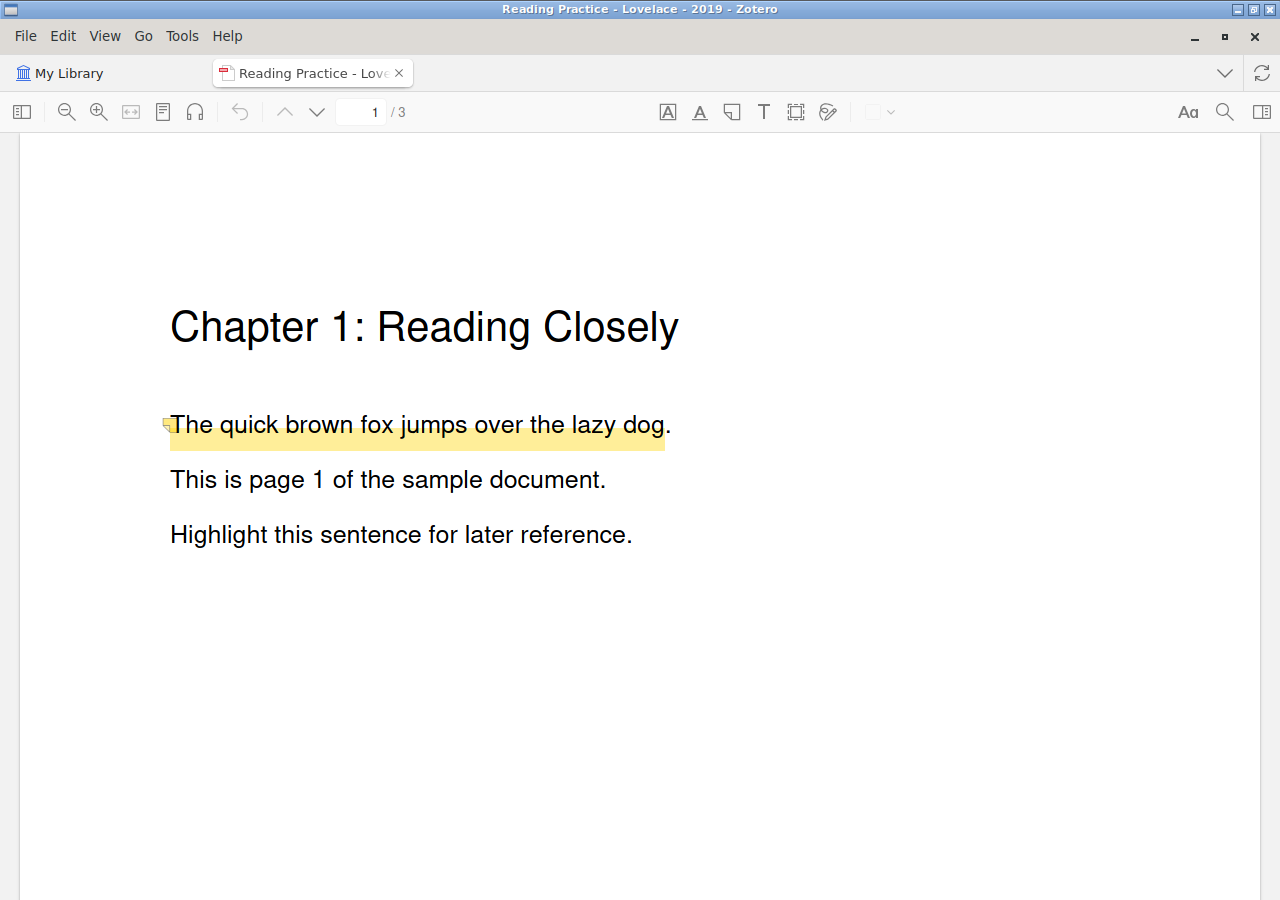 Reading Practice - Lovelace - 2019 - Zotero
File Edit View Go Tools Help
My Library
Reading Practice - Love
1 / 3
A A T Aa
Chapter 1: Reading Closely
The quick brown fox jumps over the lazy dog.
This is page 1 of the sample document.
Highlight this sentence for later reference.